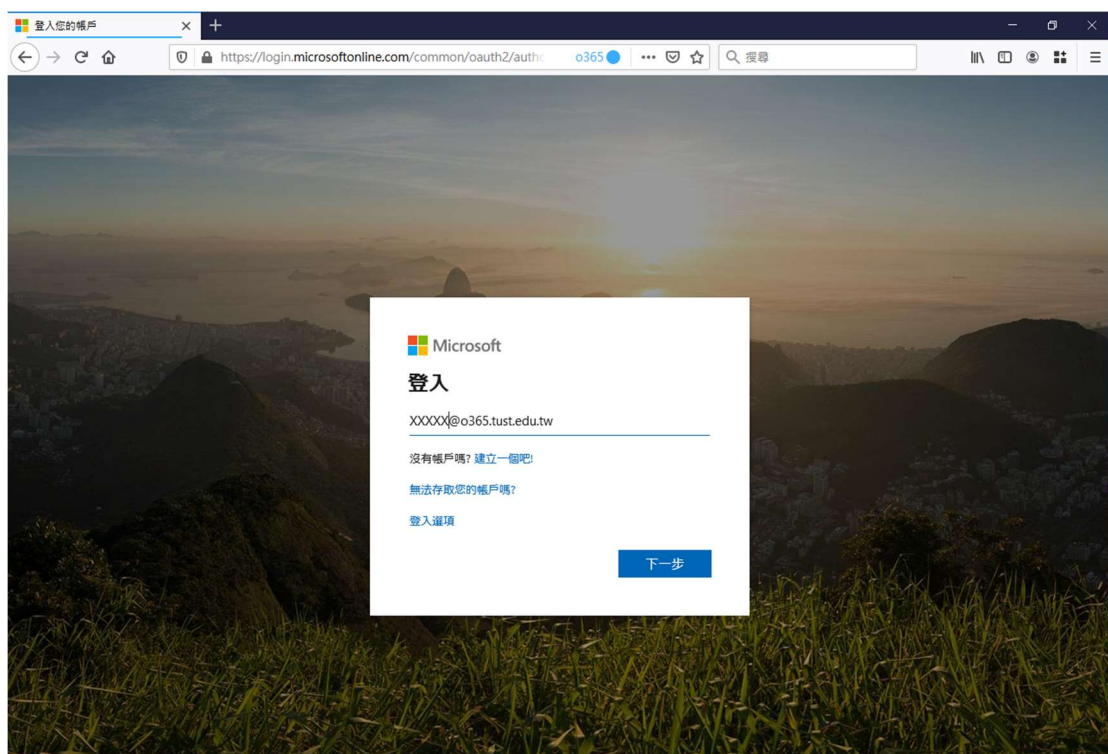 登入您的帳戶
https://login.microsoftonline.com/common/oauth2/autho
o365
搜尋
Microsoft
登入
XXXXX@o365.tust.edu.tw
沒有帳戶嗎? 建立一個吧!
無法存取您的帳戶嗎?
登入選項
下一步